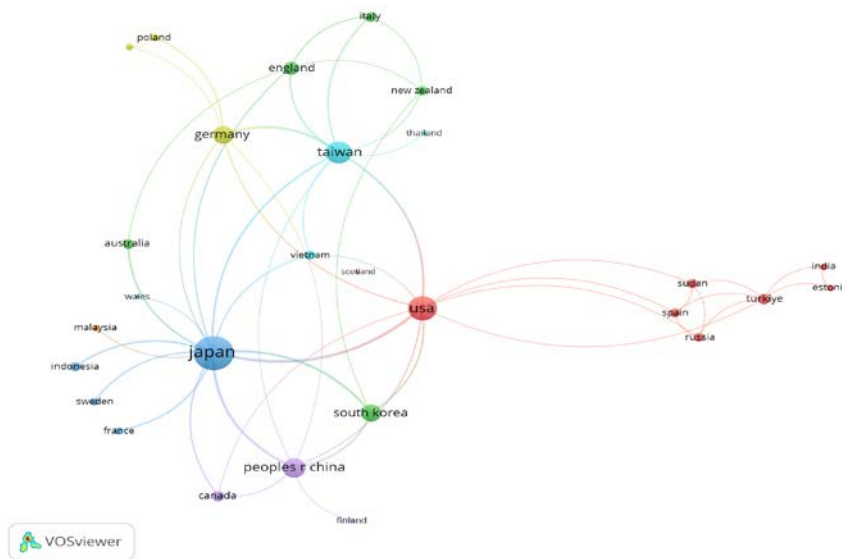 italy
poland
england
new zealand
germany
thailand
taiwan
australia
vietnam
scotland
india
sudan
estoni
wales
turkiye
usa
spain
malaysia
russia
japan
indonesia
sweden
south korea
france
peoples r china
canada
finland
VOSviewer